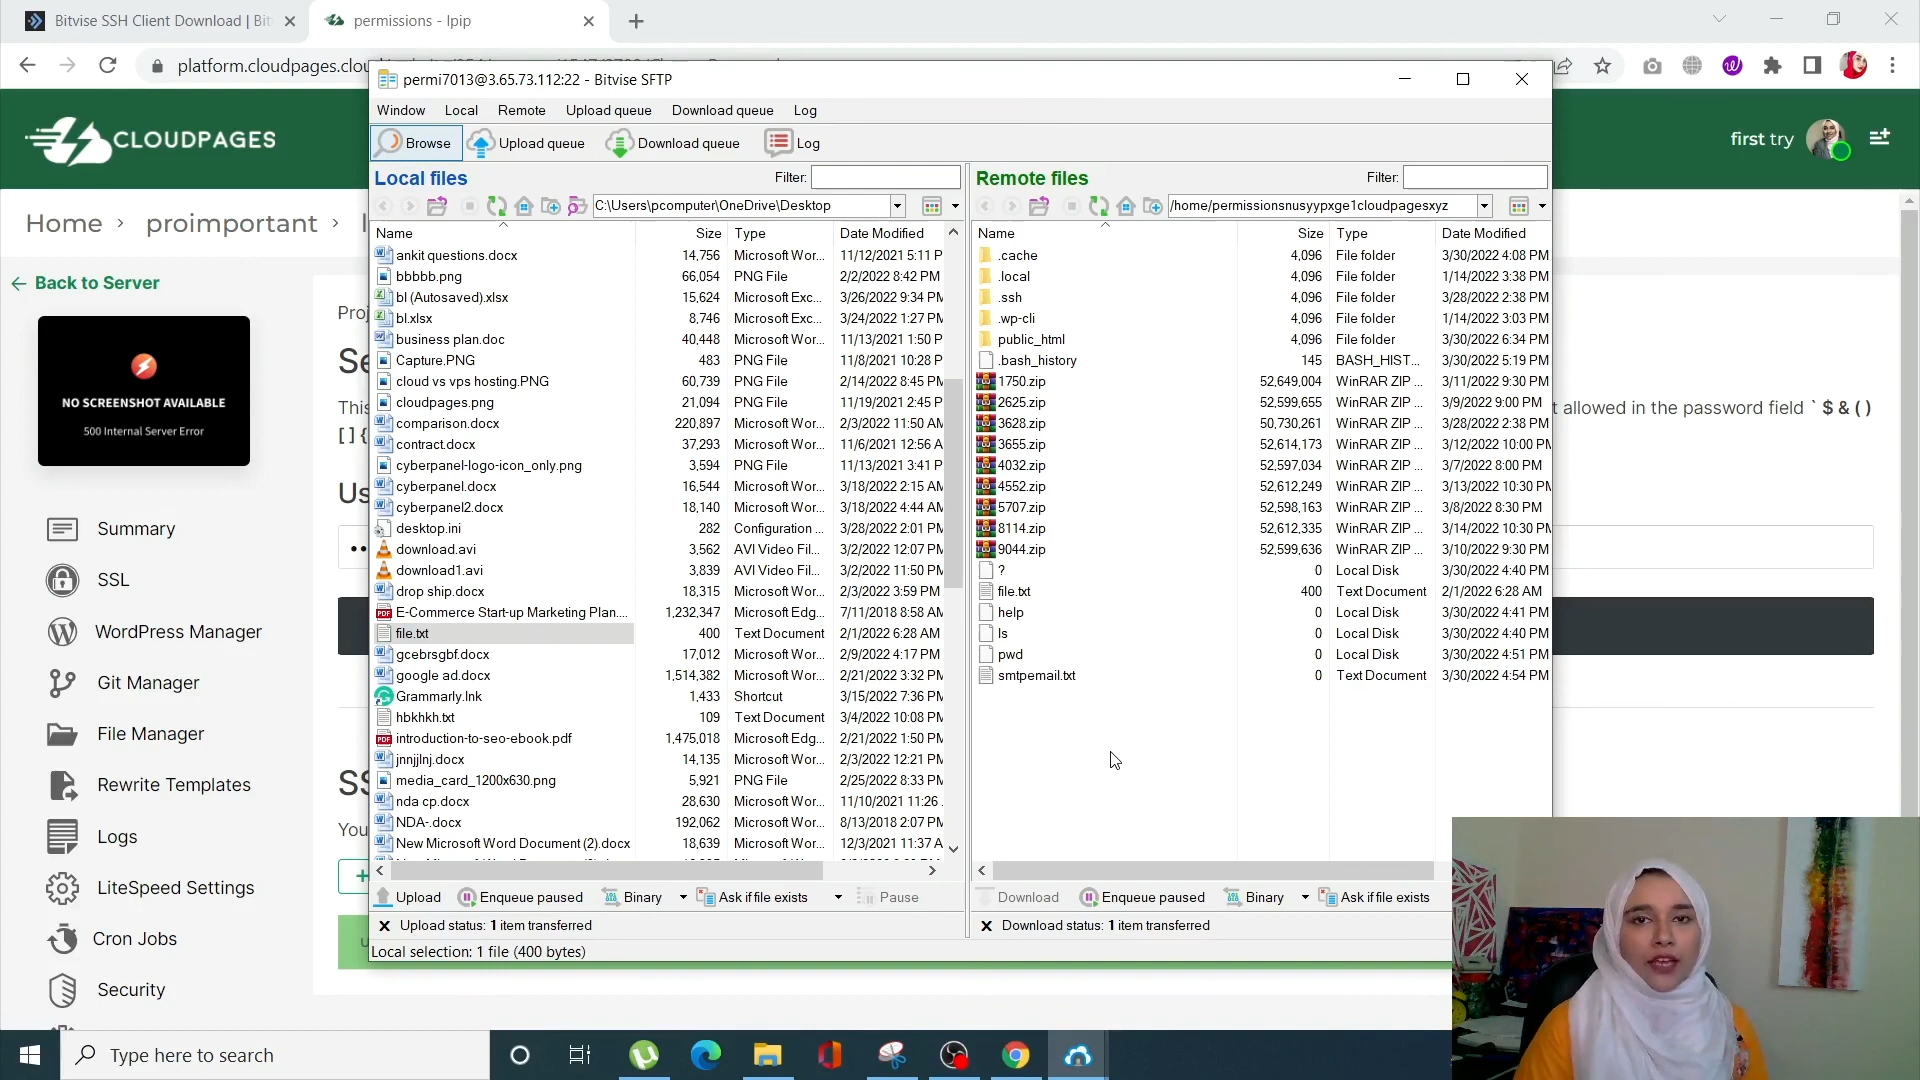 Bitvise SSH Client Download | Bit
permissions - lpip
platform.cloudpages.clou
permi7013@3.65.73.112:22 - Bitvise SFTP
Window Local Remote Upload queue Download queue Log
Browse Upload queue Download queue Log
CLOUDPAGES
first try
Local files Filter:
Remote files Filter:
C:\Users\pcomputer\OneDrive\Desktop
/home/permissionsnusyypxge1cloudpagesxyz
Home > proimportant >
Back to Server
NO SCREENSHOT AVAILABLE
500 Internal Server Error
Summary
SSL
WordPress Manager
Git Manager
File Manager
Rewrite Templates
Logs
LiteSpeed Settings
Cron Jobs
Security
Proj
Se
This
t allowed in the password field ` $ & ( )
[ ] {
Us
SS
You
Name Size Type Date Modified
ankit questions.docx 14,756 Microsoft Wor... 11/12/2021 5:11 P
bbbbb.png 66,054 PNG File 2/2/2022 8:42 PM
bl (Autosaved).xlsx 15,624 Microsoft Exc... 3/26/2022 9:34 PM
bl.xlsx 8,746 Microsoft Exc... 3/24/2022 1:27 PM
business plan.doc 40,448 Microsoft Wor... 11/13/2021 1:50 P
Capture.PNG 483 PNG File 11/8/2021 10:28 P
cloud vs vps hosting.PNG 60,739 PNG File 2/14/2022 8:45 PM
cloudpages.png 21,094 PNG File 11/19/2021 2:45 P
comparison.docx 220,897 Microsoft Wor... 2/3/2022 11:50 AM
contract.docx 37,293 Microsoft Wor... 11/6/2021 12:56 A
cyberpanel-logo-icon_only.png 3,594 PNG File 11/13/2021 3:41 P
cyberpanel.docx 16,544 Microsoft Wor... 3/18/2022 2:15 AM
cyberpanel2.docx 18,140 Microsoft Wor... 3/18/2022 4:44 AM
desktop.ini 282 Configuration ... 3/28/2022 2:01 PM
download.avi 3,562 AVI Video Fil... 3/2/2022 12:07 PM
download1.avi 3,839 AVI Video Fil... 3/2/2022 11:50 PM
drop ship.docx 18,315 Microsoft Wor... 2/3/2022 3:59 PM
E-Commerce Start-up Marketing Plan.... 1,232,347 Microsoft Edg... 7/11/2018 8:58 AM
file.txt 400 Text Document 2/1/2022 6:28 AM
gcebrsgbf.docx 17,012 Microsoft Wor... 2/9/2022 4:17 PM
google ad.docx 1,514,382 Microsoft Wor... 2/21/2022 3:32 PM
Grammarly.lnk 1,433 Shortcut 3/15/2022 7:36 PM
hbkhkh.txt 109 Text Document 3/4/2022 10:08 PM
introduction-to-seo-ebook.pdf 1,475,018 Microsoft Edg... 2/21/2022 1:50 PM
jnnjjlnj.docx 14,135 Microsoft Wor... 2/3/2022 12:21 PM
media_card_1200x630.png 5,921 PNG File 2/25/2022 8:33 PM
nda cp.docx 28,630 Microsoft Wor... 11/10/2021 11:26 .
NDA-.docx 192,062 Microsoft Wor... 8/13/2018 2:07 PM
New Microsoft Word Document (2).docx 18,639 Microsoft Wor... 12/3/2021 11:37 A
Name Size Type Date Modified
.cache 4,096 File folder 3/30/2022 4:08 PM
.local 4,096 File folder 1/14/2022 3:38 PM
.ssh 4,096 File folder 3/28/2022 2:38 PM
.wp-cli 4,096 File folder 1/14/2022 3:03 PM
public_html 4,096 File folder 3/30/2022 6:34 PM
.bash_history 145 BASH_HIST... 3/30/2022 5:19 PM
1750.zip 52,649,004 WinRAR ZIP ... 3/11/2022 9:30 PM
2625.zip 52,599,655 WinRAR ZIP ... 3/9/2022 9:00 PM
3628.zip 50,730,261 WinRAR ZIP ... 3/28/2022 2:38 PM
3655.zip 52,614,173 WinRAR ZIP ... 3/12/2022 10:00 PM
4032.zip 52,597,034 WinRAR ZIP ... 3/7/2022 8:00 PM
4552.zip 52,612,249 WinRAR ZIP ... 3/13/2022 10:30 PM
5707.zip 52,598,163 WinRAR ZIP ... 3/8/2022 8:30 PM
8114.zip 52,612,335 WinRAR ZIP ... 3/14/2022 10:30 PM
9044.zip 52,599,636 WinRAR ZIP ... 3/10/2022 9:30 PM
? 0 Local Disk 3/30/2022 4:40 PM
file.txt 400 Text Document 2/1/2022 6:28 AM
help 0 Local Disk 3/30/2022 4:41 PM
ls 0 Local Disk 3/30/2022 4:40 PM
pwd 0 Local Disk 3/30/2022 4:51 PM
smtpemail.txt 0 Text Document 3/30/2022 4:54 PM
Upload Enqueue paused Binary Ask if file exists Pause
Download Enqueue paused Binary Ask if file exists
Upload status: 1 item transferred
Download status: 1 item transferred
Local selection: 1 file (400 bytes)
Type here to search